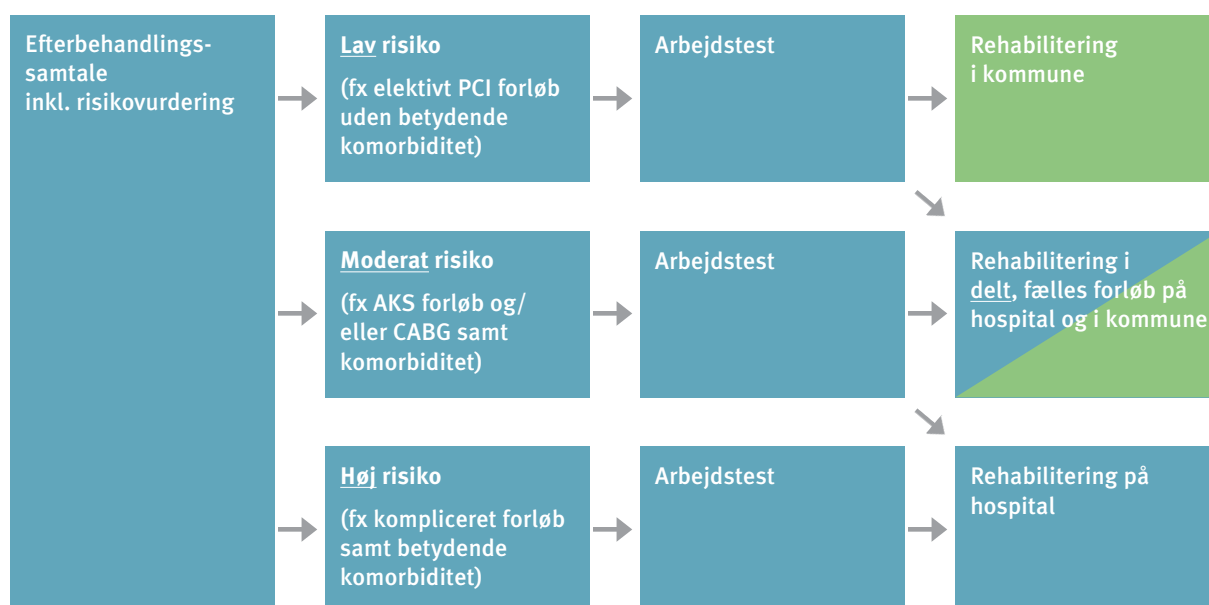 Efterbehandlings-
samtale
inkl. risikovurdering
Lav risiko
(fx elektivt PCI forløb
uden betydende
komorbiditet)
Arbejdstest
Rehabilitering
i kommune
Moderat risiko
(fx AKS forløb og/
eller CABG samt
komorbiditet)
Arbejdstest
Rehabilitering i
delt, fælles forløb på
hospital og i kommune
Høj risiko
(fx kompliceret forløb
samt betydende
komorbiditet)
Arbejdstest
Rehabilitering på
hospital